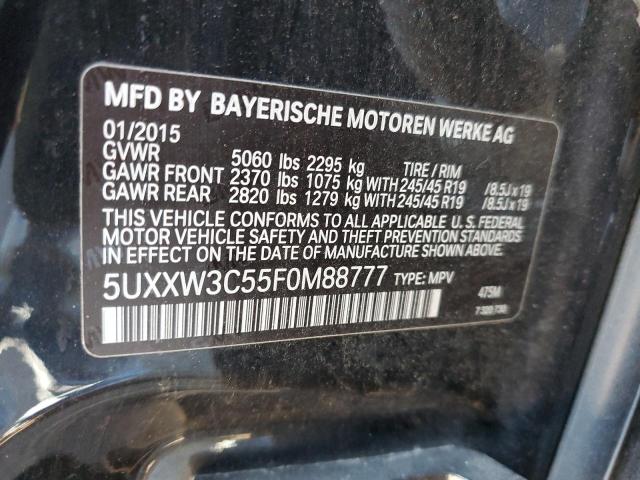 MFD BY BAYERISCHE MOTOREN WERKE AG
01/2015
GVWR 5060 lbs 2295 kg TIRE / RIM
GAWR FRONT 2370 lbs 1075 kg WITH 245/45 R19 /8.5J x 19
GAWR REAR 2820 lbs 1279 kg WITH 245/45 R19 /8.5J x 19
THIS VEHICLE CONFORMS TO ALL APPLICABLE U. S. FEDERAL
MOTOR VEHICLE SAFETY AND THEFT PREVENTION STANDARDS
IN EFFECT ON THE DATE OF MANUFACTURE SHOWN ABOVE.
5UXXW3C55F0M88777 TYPE: MPV 475M